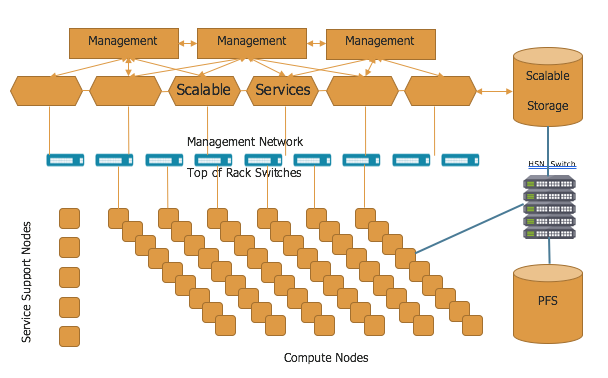 Management
Management
Management
Scalable
Services
Scalable
Storage
Management Network
Top of Rack Switches
HSN Switch
Service Support Nodes
PFS
Compute Nodes